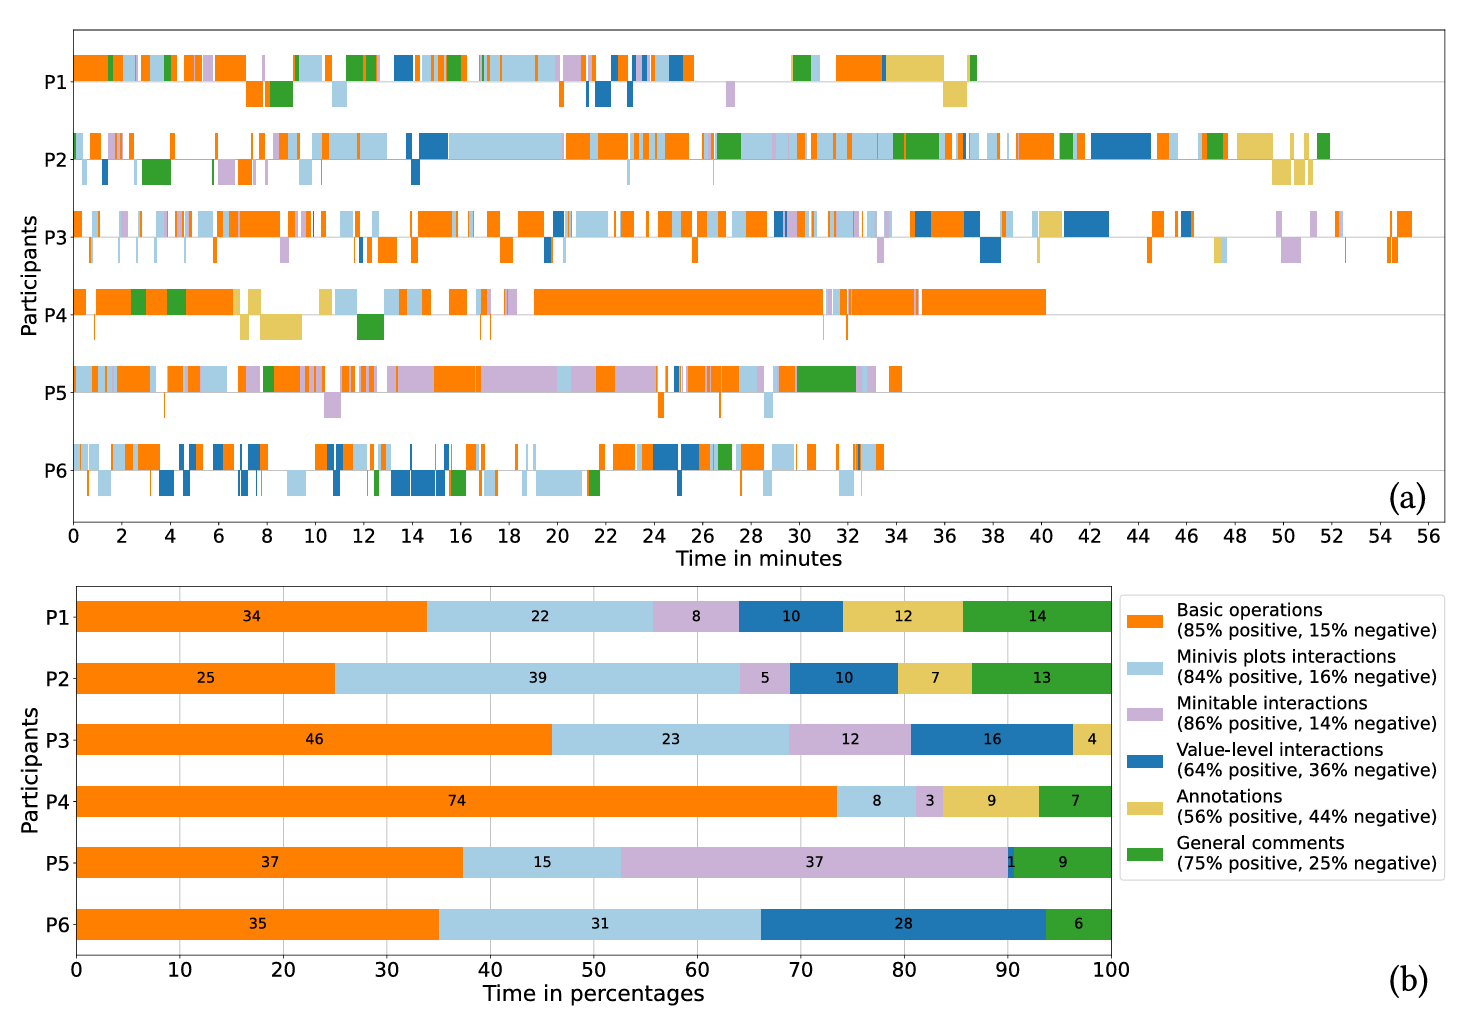 P1
P2
P3
P4
P5
P6
Participants
(a)
0 2 4 6 8 10 12 14 16 18 20 22 24 26 28 30 32 34 36 38 40 42 44 46 48 50 52 54 56
Time in minutes
P1 34 22 8 10 12 14
P2 25 39 5 10 7 13
P3 46 23 12 16 4
P4 74 8 3 9 7
P5 37 15 37 1 9
P6 35 31 28 6
Participants
0 10 20 30 40 50 60 70 80 90 100
Time in percentages
Basic operations
(85% positive, 15% negative)
Minivis plots interactions
(84% positive, 16% negative)
Minitable interactions
(86% positive, 14% negative)
Value-level interactions
(64% positive, 36% negative)
Annotations
(56% positive, 44% negative)
General comments
(75% positive, 25% negative)
(b)